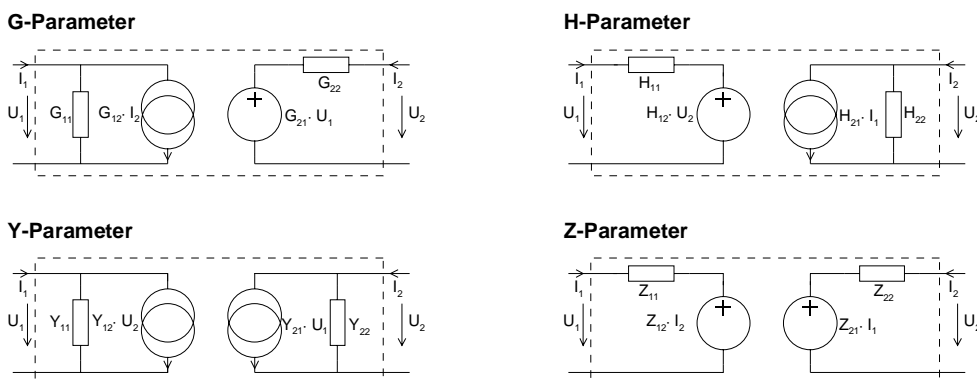 G-Parameter
I₁
U₁
G₁₁
G₁₂· I₂
G₂₁· U₁
G₂₂
I₂
U₂
H-Parameter
I₁
U₁
H₁₁
H₁₂· U₂
H₂₁· I₁
H₂₂
I₂
U₂
Y-Parameter
I₁
U₁
Y₁₁
Y₁₂· U₂
Y₂₁· U₁
Y₂₂
I₂
U₂
Z-Parameter
I₁
U₁
Z₁₁
Z₁₂· I₂
Z₂₁· I₁
Z₂₂
I₂
U₂